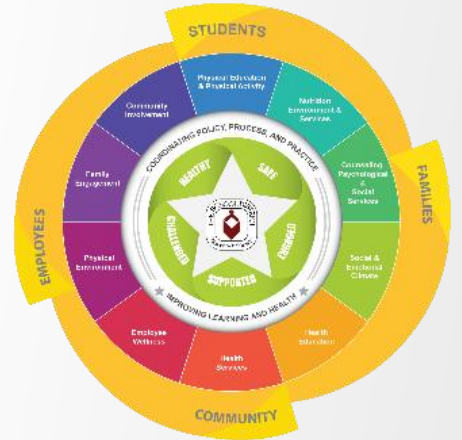 STUDENTS
FAMILIES
COMMUNITY
EMPLOYEES
Physical Education
& Physical Activity
Nutrition
Environment &
Services
Counseling
Psychological
&
Social
Services
Social &
Emotional
Climate
Health
Education
Health
Services
Employee
Wellness
Physical
Environment
Family
Engagement
Community
Involvement
COORDINATING POLICY, PROCESS, AND PRACTICE
IMPROVING LEARNING AND HEALTH
HEALTHY
SAFE
ENGAGED
SUPPORTED
CHALLENGED